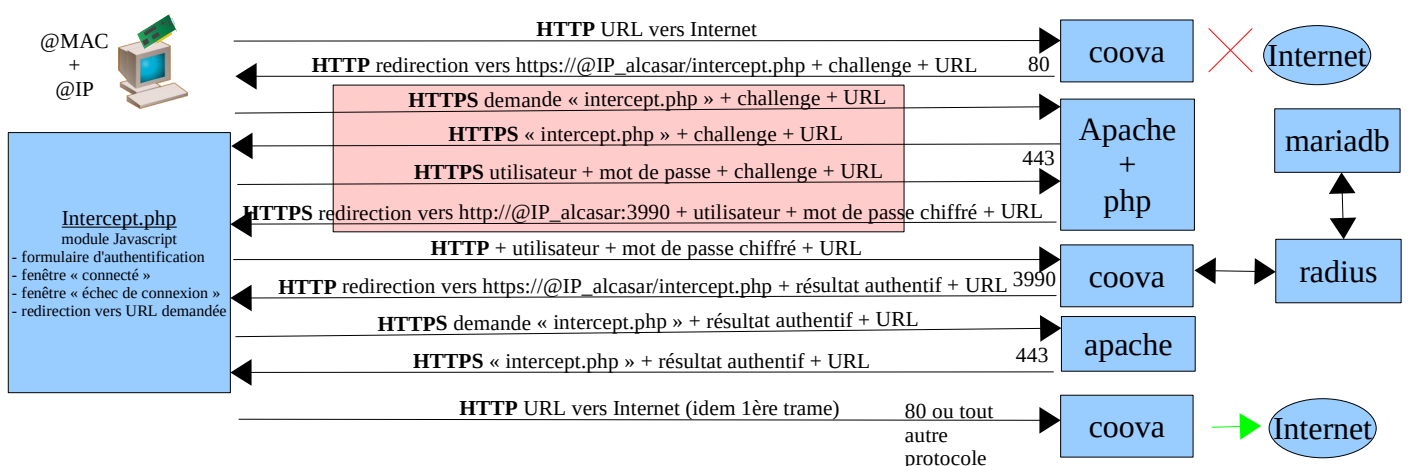 @MAC
+
@IP
HTTP URL vers Internet
coova
Internet
HTTP redirection vers https://@IP_alcasar/intercept.php + challenge + URL
80
HTTPS demande « intercept.php » + challenge + URL
HTTPS « intercept.php » + challenge + URL
443
HTTPS utilisateur + mot de passe + challenge + URL
HTTPS redirection vers http://@IP_alcasar:3990 + utilisateur + mot de passe chiffré + URL
Apache
+
php
mariadb
radius
Intercept.php
module Javascript
- formulaire d'authentification
- fenêtre « connecté »
- fenêtre « échec de connexion »
- redirection vers URL demandée
HTTP + utilisateur + mot de passe chiffré + URL
coova
HTTP redirection vers https://@IP_alcasar/intercept.php + résultat authentif + URL
3990
HTTPS demande « intercept.php » + résultat authentif + URL
apache
HTTPS « intercept.php » + résultat authentif + URL
443
HTTP URL vers Internet (idem 1ère trame)
80 ou tout
autre
protocole
coova
Internet